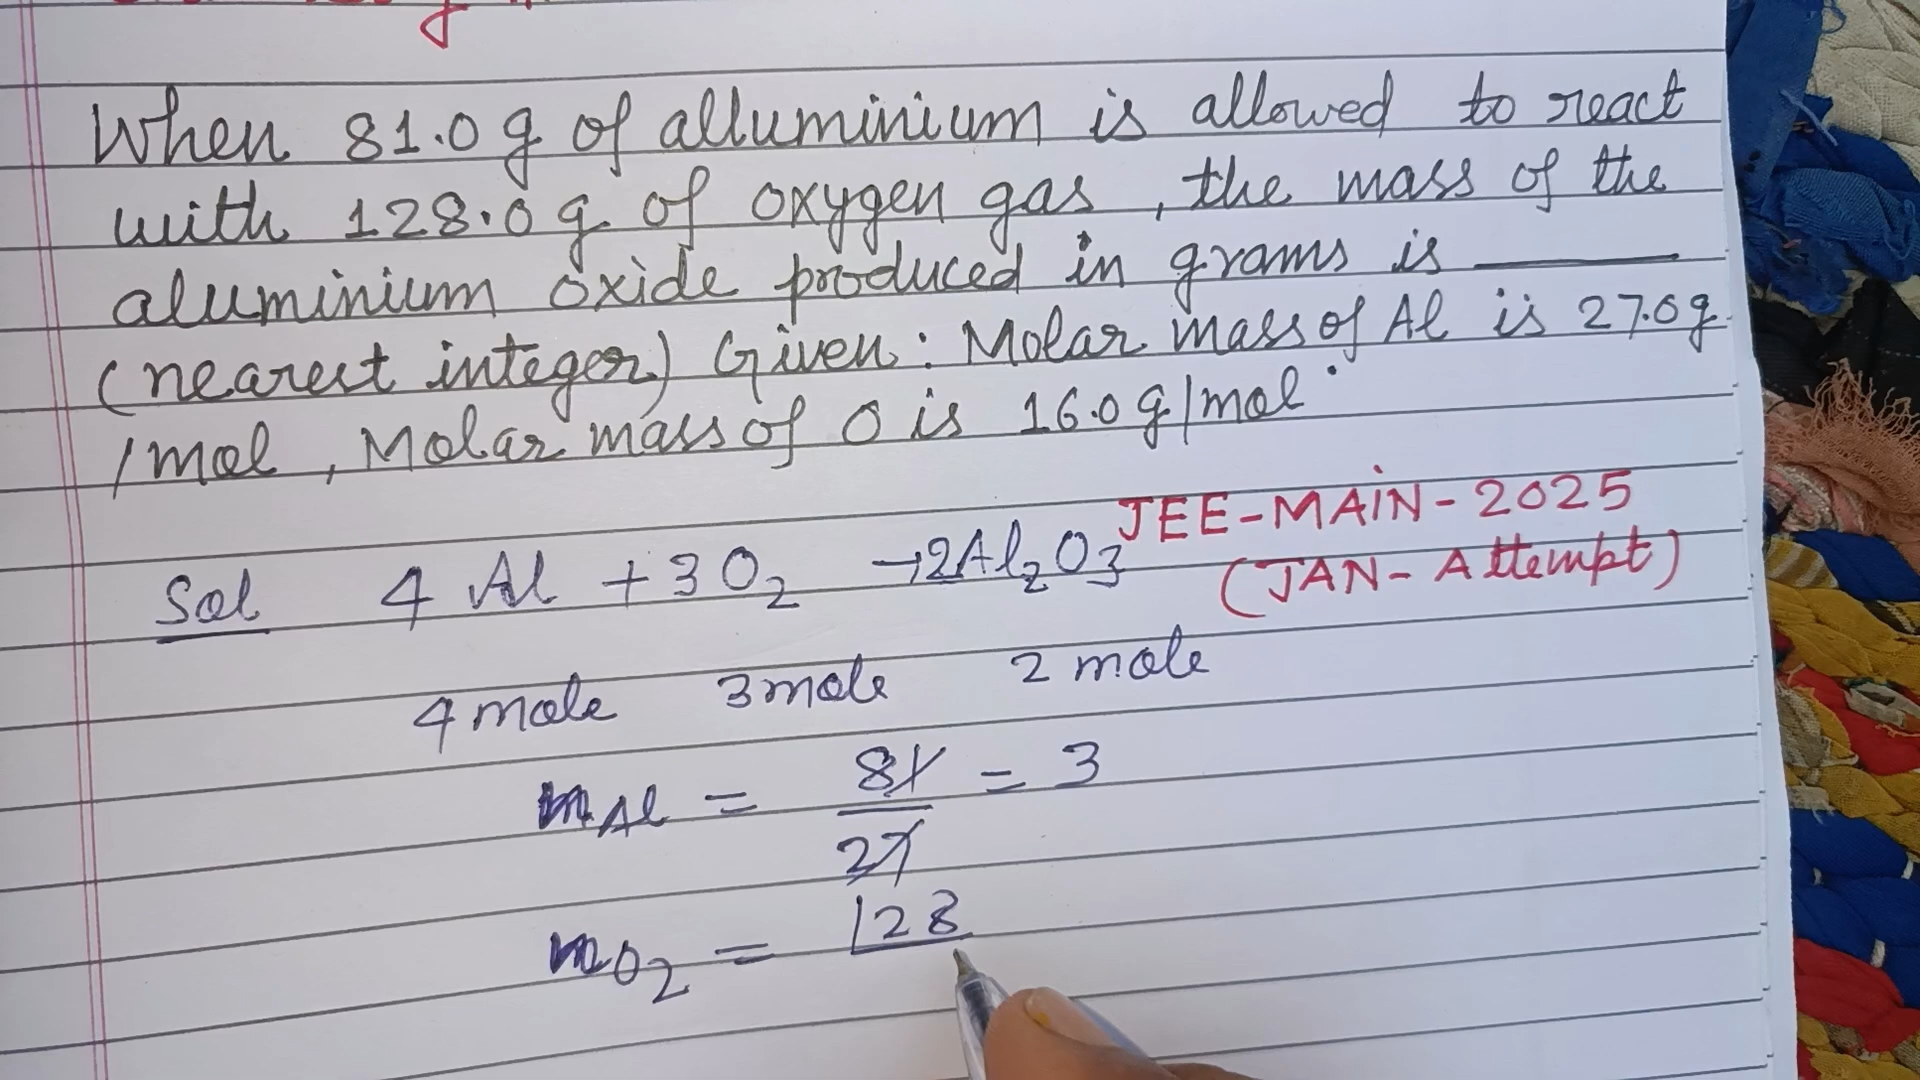 When 81.0 g of alluminium is allowed to react
with 128.0 g of oxygen gas, the mass of the
aluminium oxide produced in grams is ______
(nearest integer) Given: Molar mass of Al is 27.0g
/mol, Molar mass of O is 16.0 g/mol.
JEE-MAIN-2025
(JAN-Attempt)
Sol 4 Al + 3 O₂ → 2Al₂O₃
4 mole 3 mole 2 mole
nAl = 81/27 = 3
nO₂ = 128